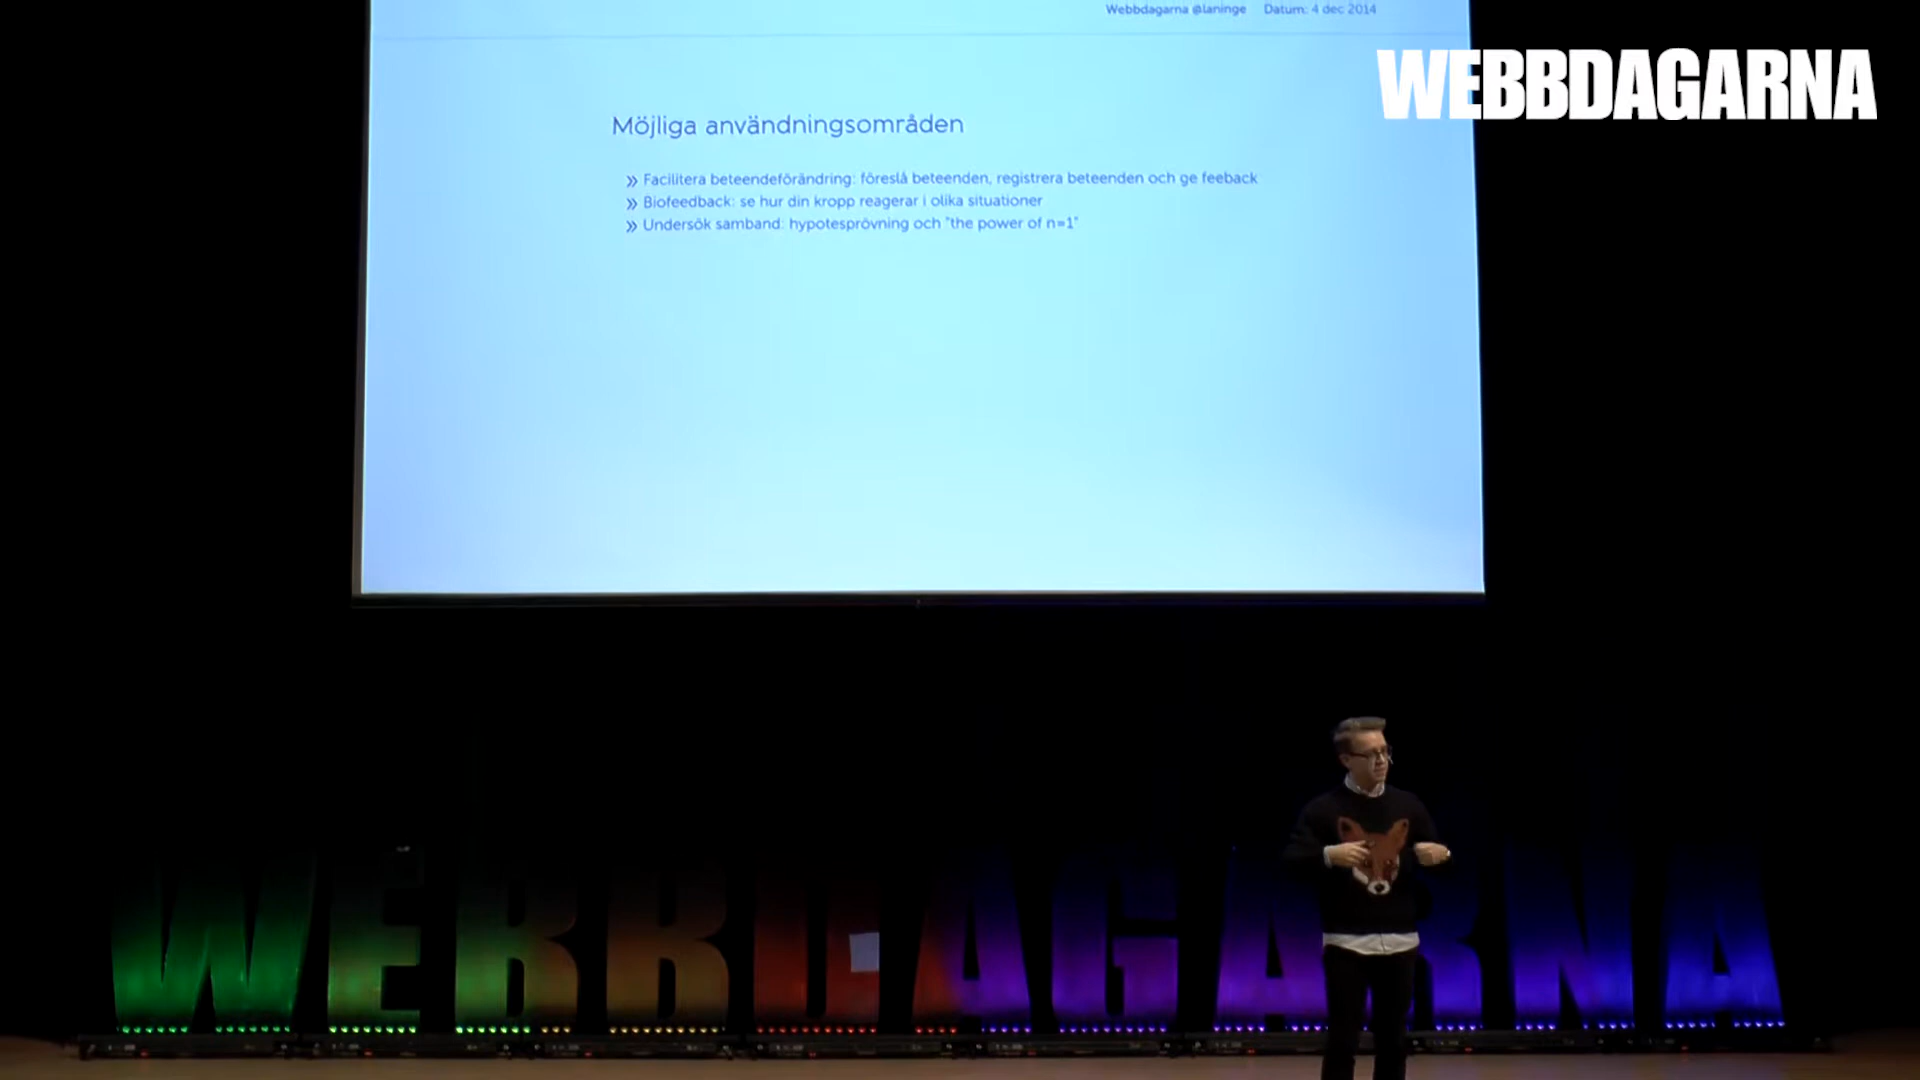 Webbdagarna @laninge Datum: 4 dec 2014
WEBBDAGARNA
Möjliga användningsområden
» Facilitera beteendeförändring: föreslå beteenden, registrera beteenden och ge feeback
» Biofeedback: se hur din kropp reagerar i olika situationer
» Undersök samband: hypotesprövning och "the power of n=1"
WEBBDAGARNA